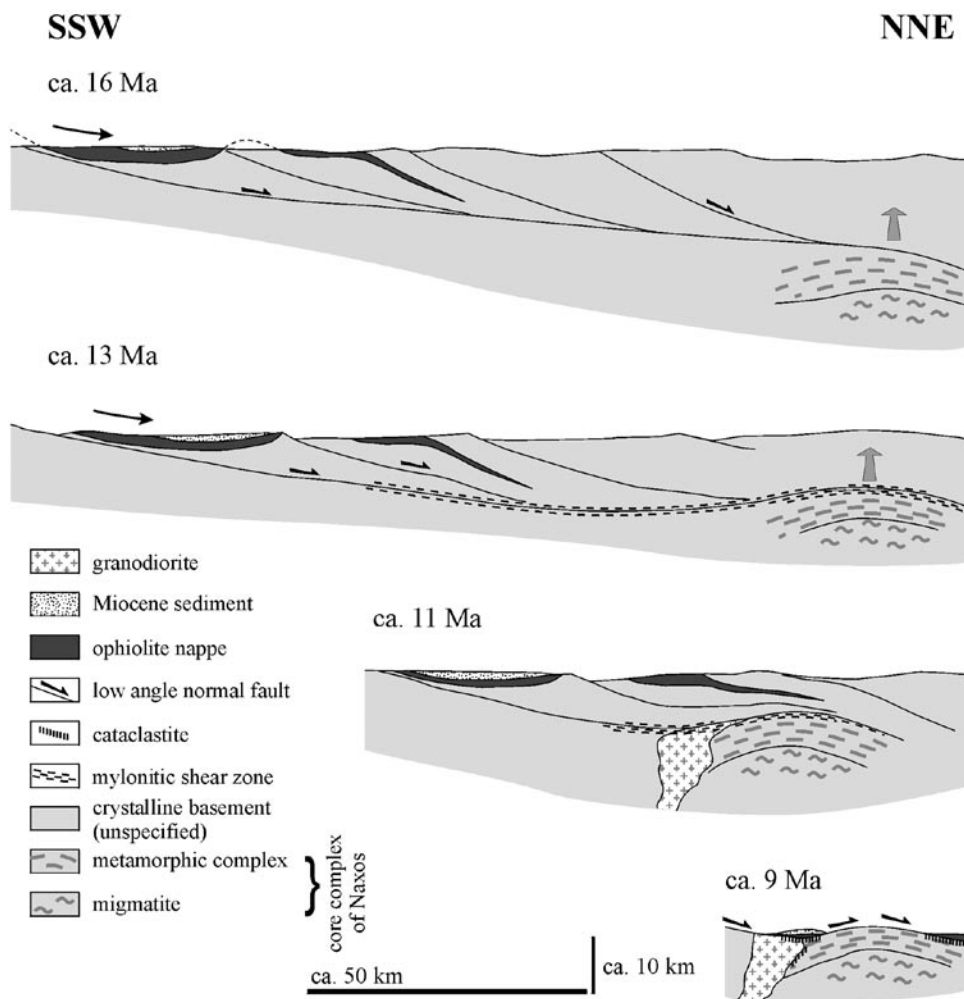 SSW
NNE
ca. 16 Ma
ca. 13 Ma
granodiorite
Miocene sediment
ophiolite nappe
low angle normal fault
cataclastite
mylonitic shear zone
crystalline basement
(unspecified)
metamorphic complex
migmatite
core complex
of Naxos
ca. 11 Ma
ca. 9 Ma
ca. 50 km
ca. 10 km